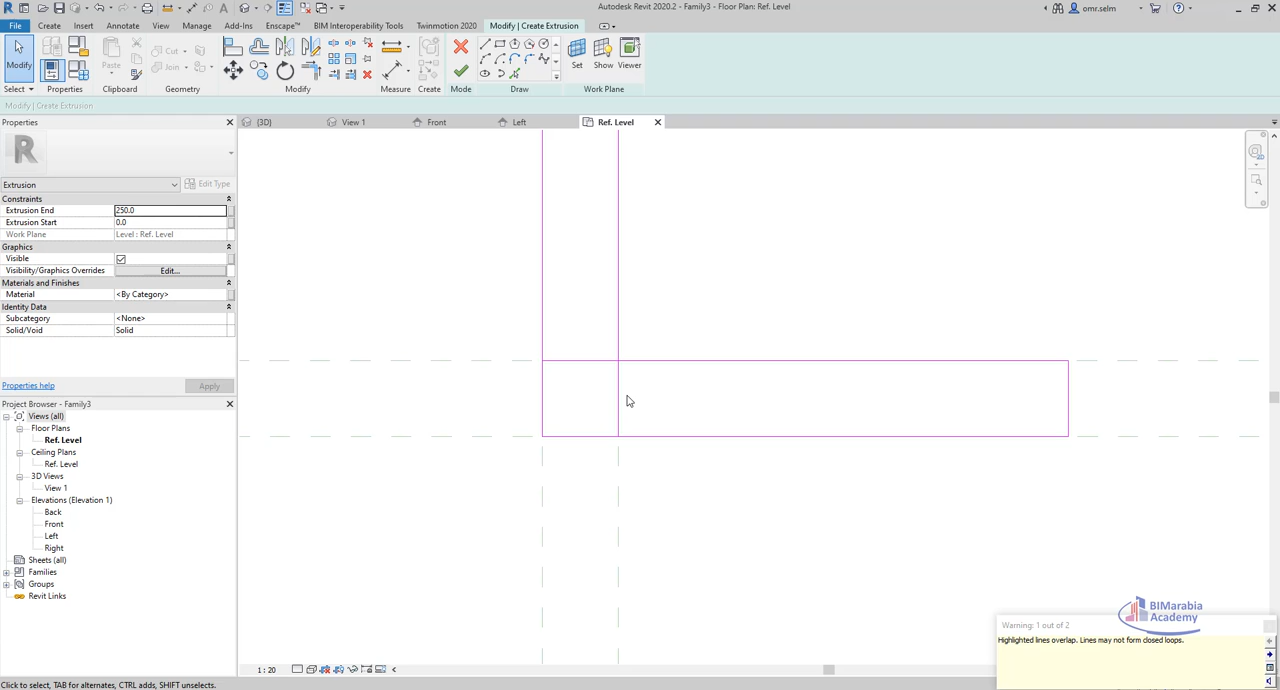 Autodesk Revit 2020.2 - Family3 - Floor Plan: Ref. Level
omr.selm
File Create Insert Annotate View Manage Add-Ins Enscape™ BIM Interoperability Tools Twinmotion 2020 Modify | Create Extrusion
Modify
Paste
Cut
Join
Set Show Viewer
Select Properties Clipboard Geometry Modify Measure Create Mode Draw Work Plane
Modify | Create Extrusion
Properties
{3D} View 1 Front Left Ref. Level
Extrusion Edit Type
Constraints
Extrusion End 250.0
Extrusion Start 0.0
Work Plane Level : Ref. Level
Graphics
Visible
Visibility/Graphics Overrides Edit...
Materials and Finishes
Material <By Category>
Identity Data
Subcategory <None>
Solid/Void Solid
Properties help Apply
Project Browser - Family3
Views (all)
Floor Plans
Ref. Level
Ceiling Plans
Ref. Level
3D Views
View 1
Elevations (Elevation 1)
Back
Front
Left
Right
Sheets (all)
Families
Groups
Revit Links
BIMarabia
Academy
Warning: 1 out of 2
Highlighted lines overlap. Lines may not form closed loops.
1 : 20
Click to select, TAB for alternates, CTRL adds, SHIFT unselects.